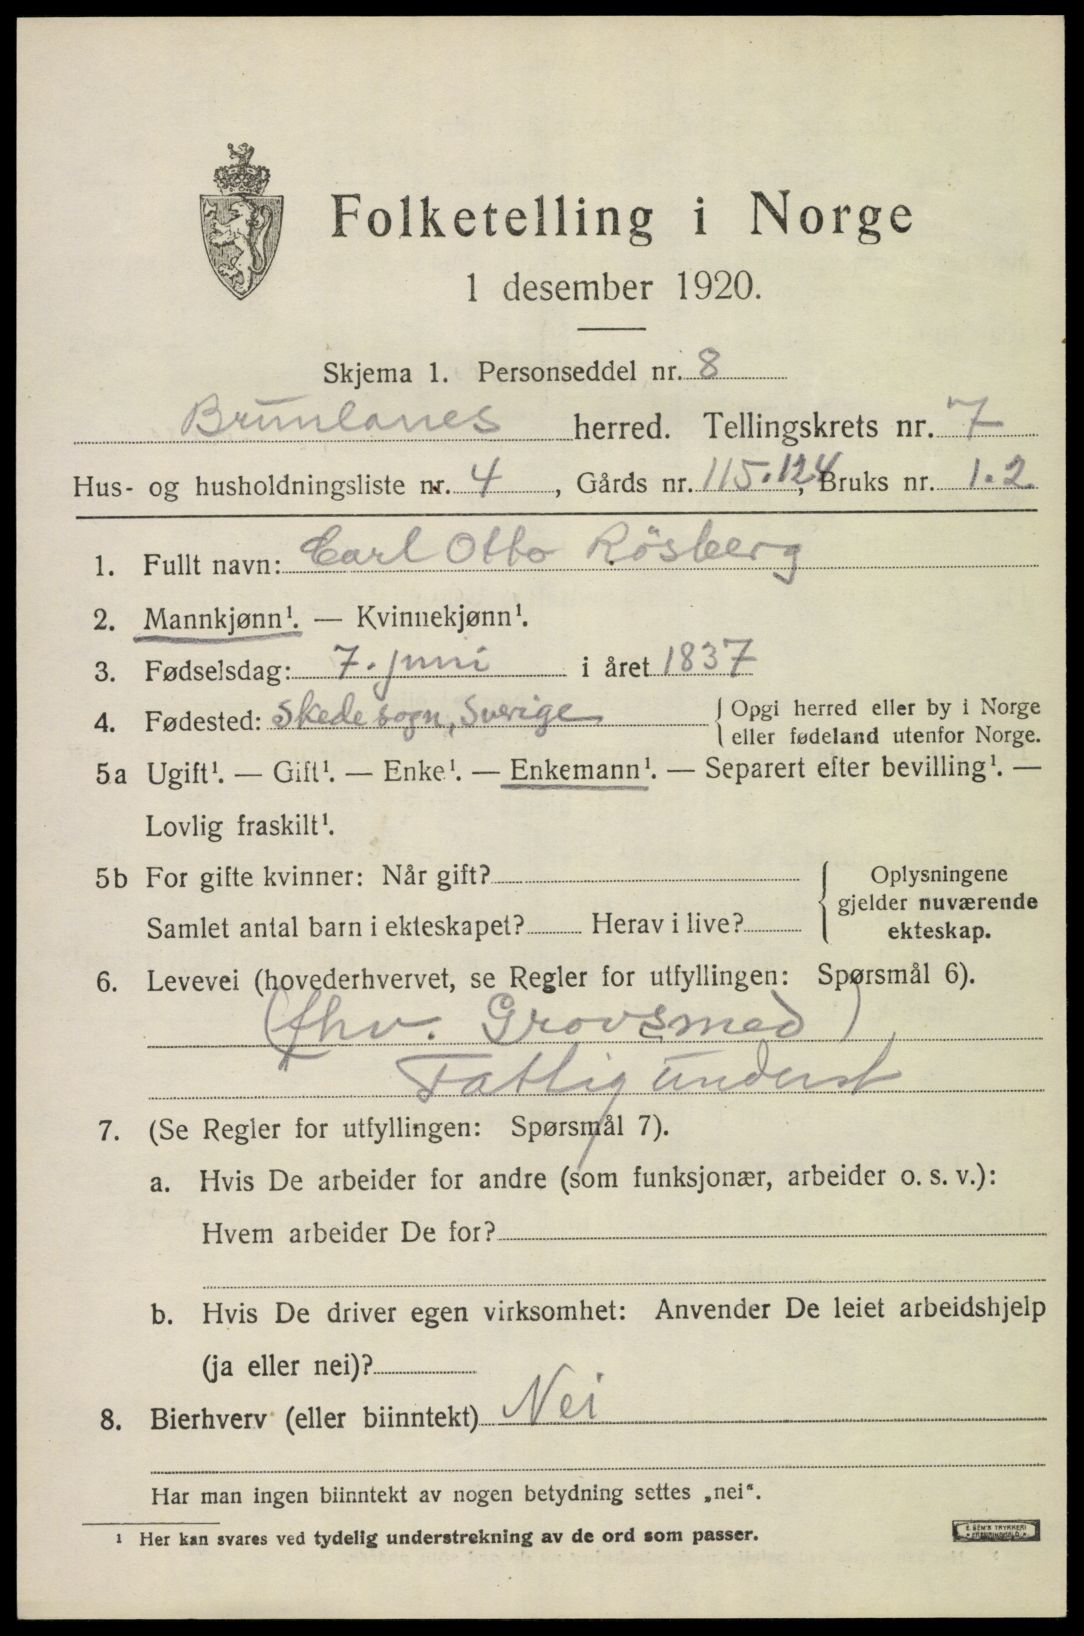 Folketelling i Norge
1 desember 1920.
Skjema 1. Personseddel nr. 8
Brunlanes herred. Tellingskrets nr. 7
Hus- og husholdningsliste nr. 4, Gårds nr. 115.124, Bruks nr. 1.2
1. Fullt navn: Carl Otto Rösberg
2. Mannkjønn¹. — Kvinnekjønn¹.
3. Fødselsdag: 7. juni i året 1837
4. Fødested: Skede sogn, Sverige { Opgi herred eller by i Norge
eller fødeland utenfor Norge.
5a Ugift¹. — Gift¹. — Enke¹. — Enkemann¹. — Separert efter bevilling¹. —
Lovlig fraskilt¹.
5b For gifte kvinner: Når gift? { Oplysningene
gjelder nuværende
Samlet antal barn i ekteskapet? Herav i live? ekteskap.
6. Levevei (hovederhvervet, se Regler for utfyllingen: Spørsmål 6).
(fhv. Grovsmed)
Fattig underst
7. (Se Regler for utfyllingen: Spørsmål 7).
a. Hvis De arbeider for andre (som funksjonær, arbeider o. s. v.):
Hvem arbeider De for?
b. Hvis De driver egen virksomhet: Anvender De leiet arbeidshjelp
(ja eller nei)?
8. Bierhverv (eller biinntekt) Nei
Har man ingen biinntekt av nogen betydning settes „nei".
¹ Her kan svares ved tydelig understrekning av de ord som passer.